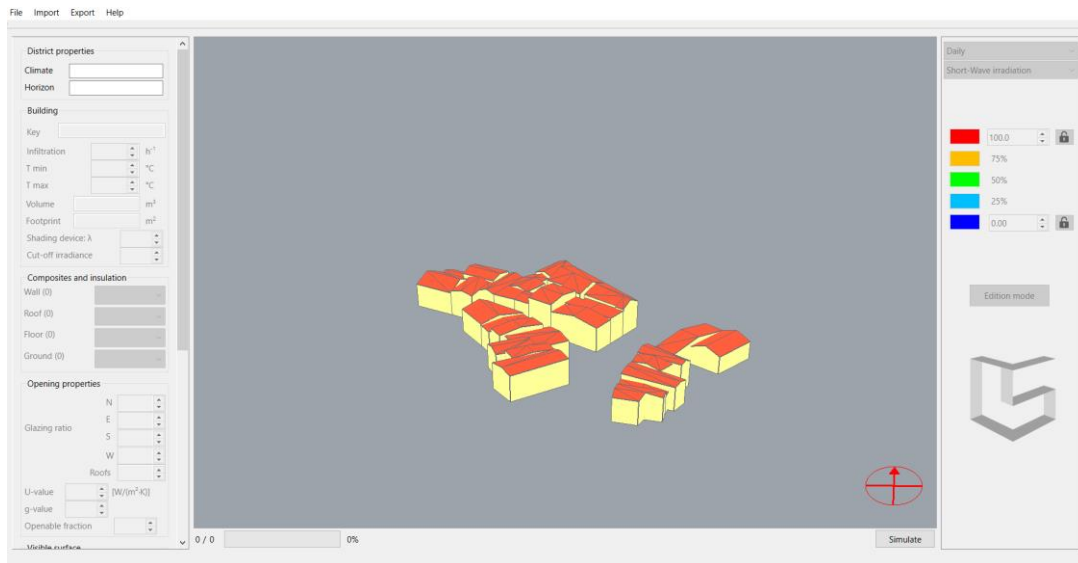 File Import Export Help
District properties
Climate
Horizon
Building
Key
Infiltration h⁻¹
T min °C
T max °C
Volume m³
Footprint m²
Shading device: λ
Cut-off irradiance
Composites and insulation
Wall (0)
Roof (0)
Floor (0)
Ground (0)
Opening properties
Glazing ratio
N
E
S
W
Roofs
U-value [W/(m²·K)]
g-value
Openable fraction
Visible surface
0 / 0 0% Simulate
Daily
Short-Wave irradiation
100.0
75%
50%
25%
0.00
Edition mode